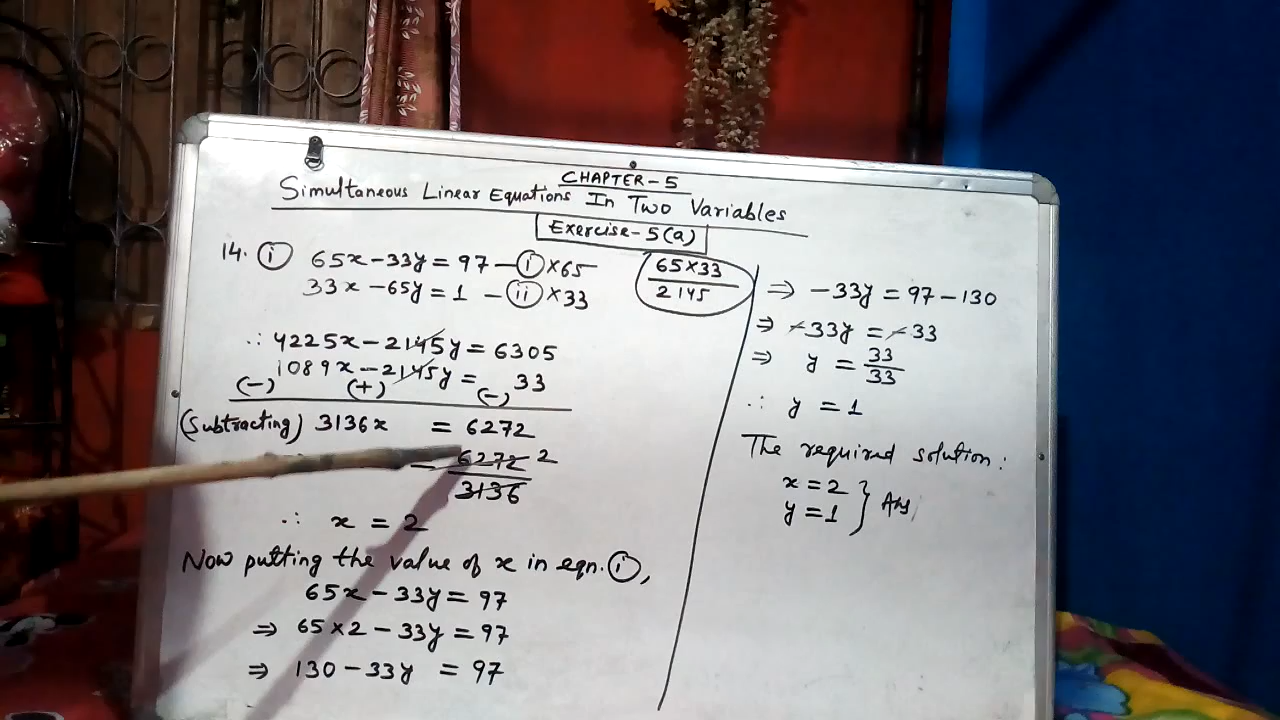 CHAPTER-5
Simultaneous Linear Equations In Two Variables
Exercise-5(a)
14. (i) 65x-33y = 97 - (i) ×65
33x-65y = 1 - (ii) ×33
65×33
2145
∴ 4225x-2145y = 6305
1089x-2145y = 33
(-) (+) (-)
(Subtracting) 3136x = 6272
= 6272 2
3136
∴ x = 2
Now putting the value of x in eqn. (i),
65x-33y = 97
⇒ 65×2-33y = 97
⇒ 130-33y = 97
⇒ -33y = 97-130
⇒ -33y = -33
⇒ y = 33
33
∴ y = 1
The required solution:
x = 2
y = 1 } Ans